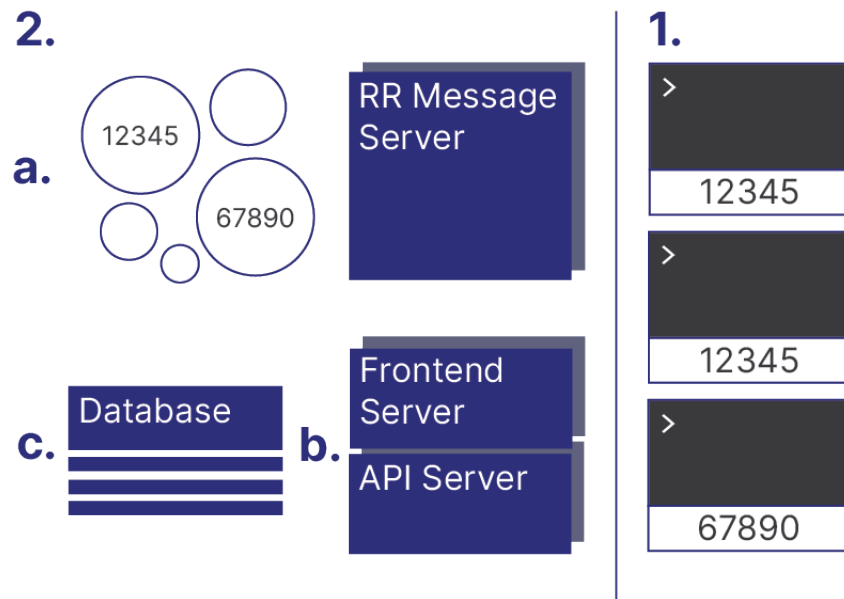 2.
a.
12345
67890
RR Message
Server
c.
Database
b.
Frontend
Server
API Server
1.
>
12345
>
12345
>
67890